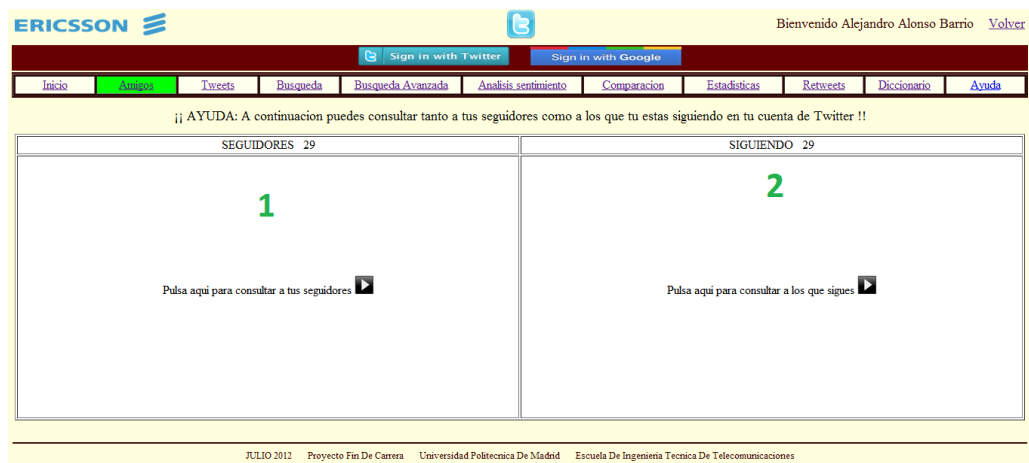 ERICSSON Bienvenido Alejandro Alonso Barrio Volver
Sign in with Twitter Sign in with Google
Inicio Amigos Tweets Busqueda Busqueda Avanzada Analisis sentimiento Comparacion Estadisticas Retweets Diccionario Ayuda
¡¡ AYUDA: A continuacion puedes consultar tanto a tus seguidores como a los que tu estas siguiendo en tu cuenta de Twitter !!
SEGUIDORES 29 SIGUIENDO 29
1 2
Pulsa aqui para consultar a tus seguidores Pulsa aqui para consultar a los que sigues
JULIO 2012 Proyecto Fin De Carrera Universidad Politecnica De Madrid Escuela De Ingenieria Tecnica De Telecomunicaciones